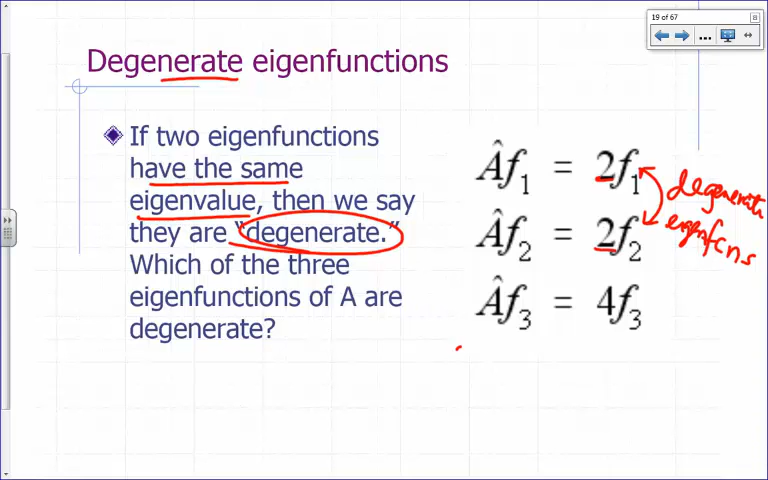 19 of 67
Degenerate eigenfunctions
If two eigenfunctions
have the same
eigenvalue, then we say
they are “degenerate.”
Which of the three
eigenfunctions of A are
degenerate?
Âf₁ = 2f₁
Âf₂ = 2f₂
Âf₃ = 4f₃
degenerate
eigenfcns